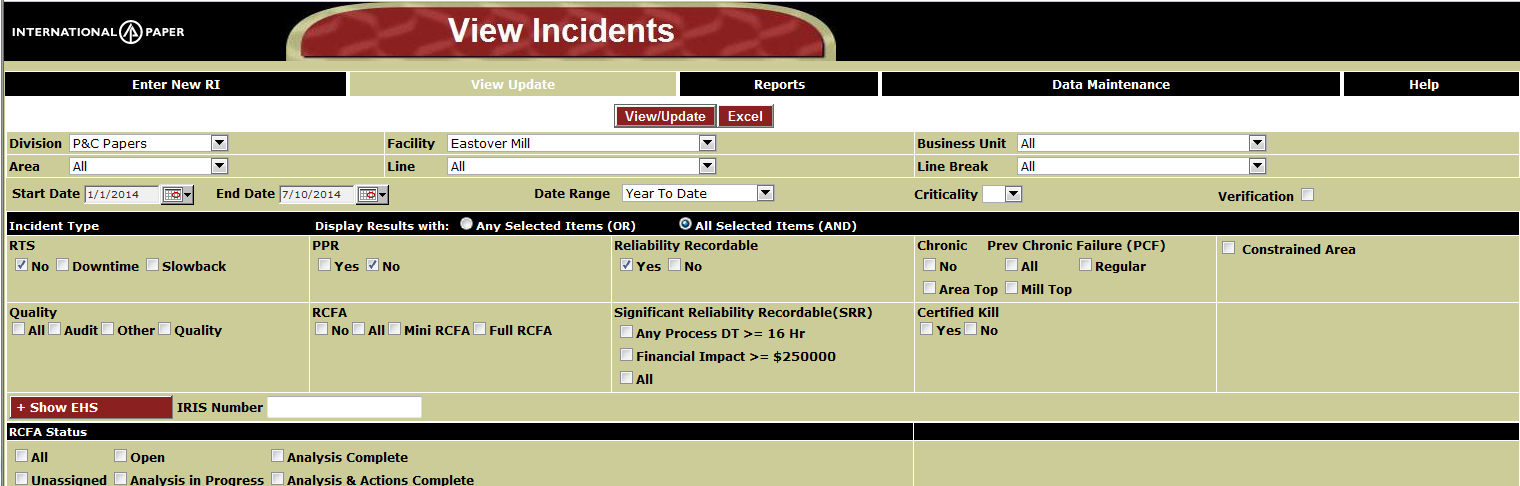 INTERNATIONAL PAPER
View Incidents
Enter New RI View Update Reports Data Maintenance Help
View/Update Excel
Division P&C Papers Facility Eastover Mill Business Unit All
Area All Line All Line Break All
Start Date 1/1/2014 End Date 7/10/2014 Date Range Year To Date Criticality Verification
Incident Type Display Results with: Any Selected Items (OR) All Selected Items (AND)
RTS PPR Reliability Recordable Chronic Prev Chronic Failure (PCF) Constrained Area
No Downtime Slowback Yes No Yes No No All Regular
Area Top Mill Top
Quality RCFA Significant Reliability Recordable(SRR) Certified Kill
All Audit Other Quality No All Mini RCFA Full RCFA Any Process DT >= 16 Hr Yes No
Financial Impact >= $250000
All
+ Show EHS IRIS Number
RCFA Status
All Open Analysis Complete
Unassigned Analysis in Progress Analysis & Actions Complete